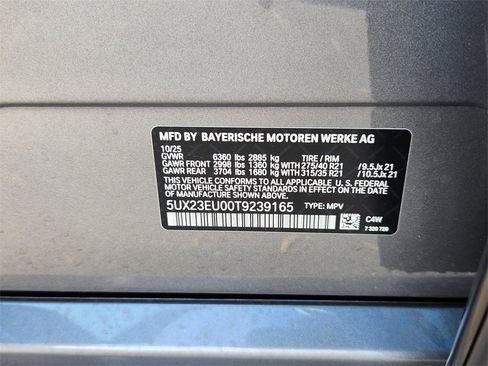 MFD BY BAYERISCHE MOTOREN WERKE AG
10/25
GVWR 6360 lbs 2885 kg TIRE / RIM
GAWR FRONT 2998 lbs 1360 kg WITH 275/40 R21 / 9.5Jx 21
GAWR REAR 3704 lbs 1680 kg WITH 315/35 R21 / 10.5Jx 21
THIS VEHICLE CONFORMS TO ALL APPLICABLE U.S. FEDERAL MOTOR
VEHICLE SAFETY STANDARDS IN EFFECT ON THE DATE
OF MANUFACTURE SHOWN ABOVE.
5UX23EU00T9239165 TYPE: MPV
C4W
7 320 720